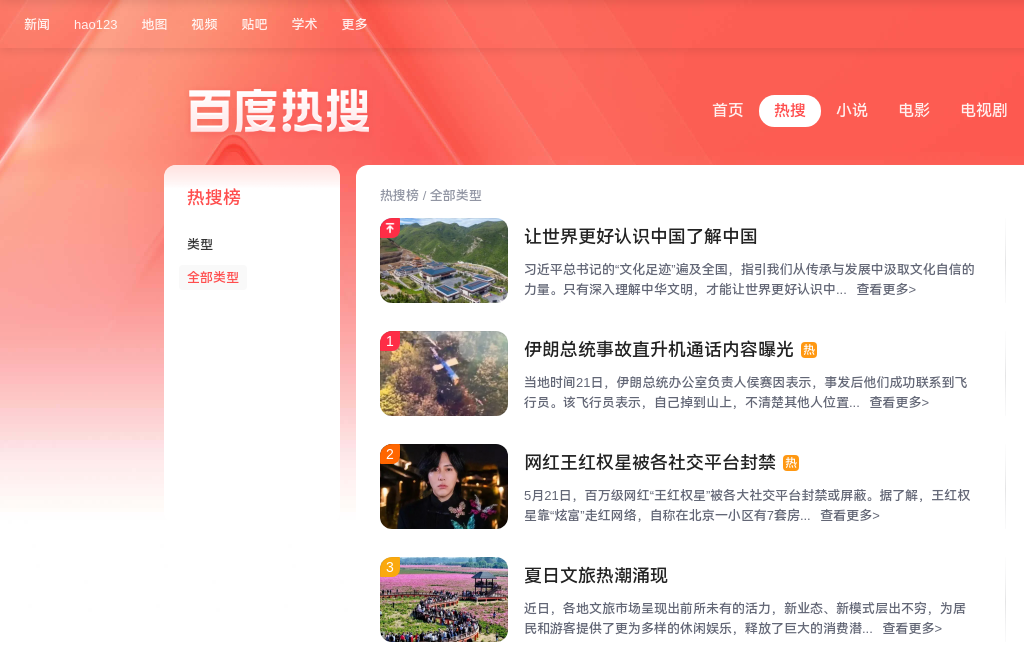 新闻 hao123 地图 视频 贴吧 学术 更多
百度热搜
首页 热搜 小说 电影 电视剧
热搜榜
类型
全部类型
热搜榜 / 全部类型
让世界更好认识中国了解中国
习近平总书记的“文化足迹”遍及全国，指引我们从传承与发展中汲取文化自信的
力量。只有深入理解中华文明，才能让世界更好认识中... 查看更多>
1
伊朗总统事故直升机通话内容曝光 热
当地时间21日，伊朗总统办公室负责人侯赛因表示，事发后他们成功联系到飞
行员。该飞行员表示，自己掉到山上，不清楚其他人位置... 查看更多>
2
网红王红权星被各社交平台封禁 热
5月21日，百万级网红“王红权星”被各大社交平台封禁或屏蔽。据了解，王红权
星靠“炫富”走红网络，自称在北京一小区有7套房... 查看更多>
3
夏日文旅热潮涌现
近日，各地文旅市场呈现出前所未有的活力，新业态、新模式层出不穷，为居
民和游客提供了更为多样的休闲娱乐，释放了巨大的消费潜... 查看更多>